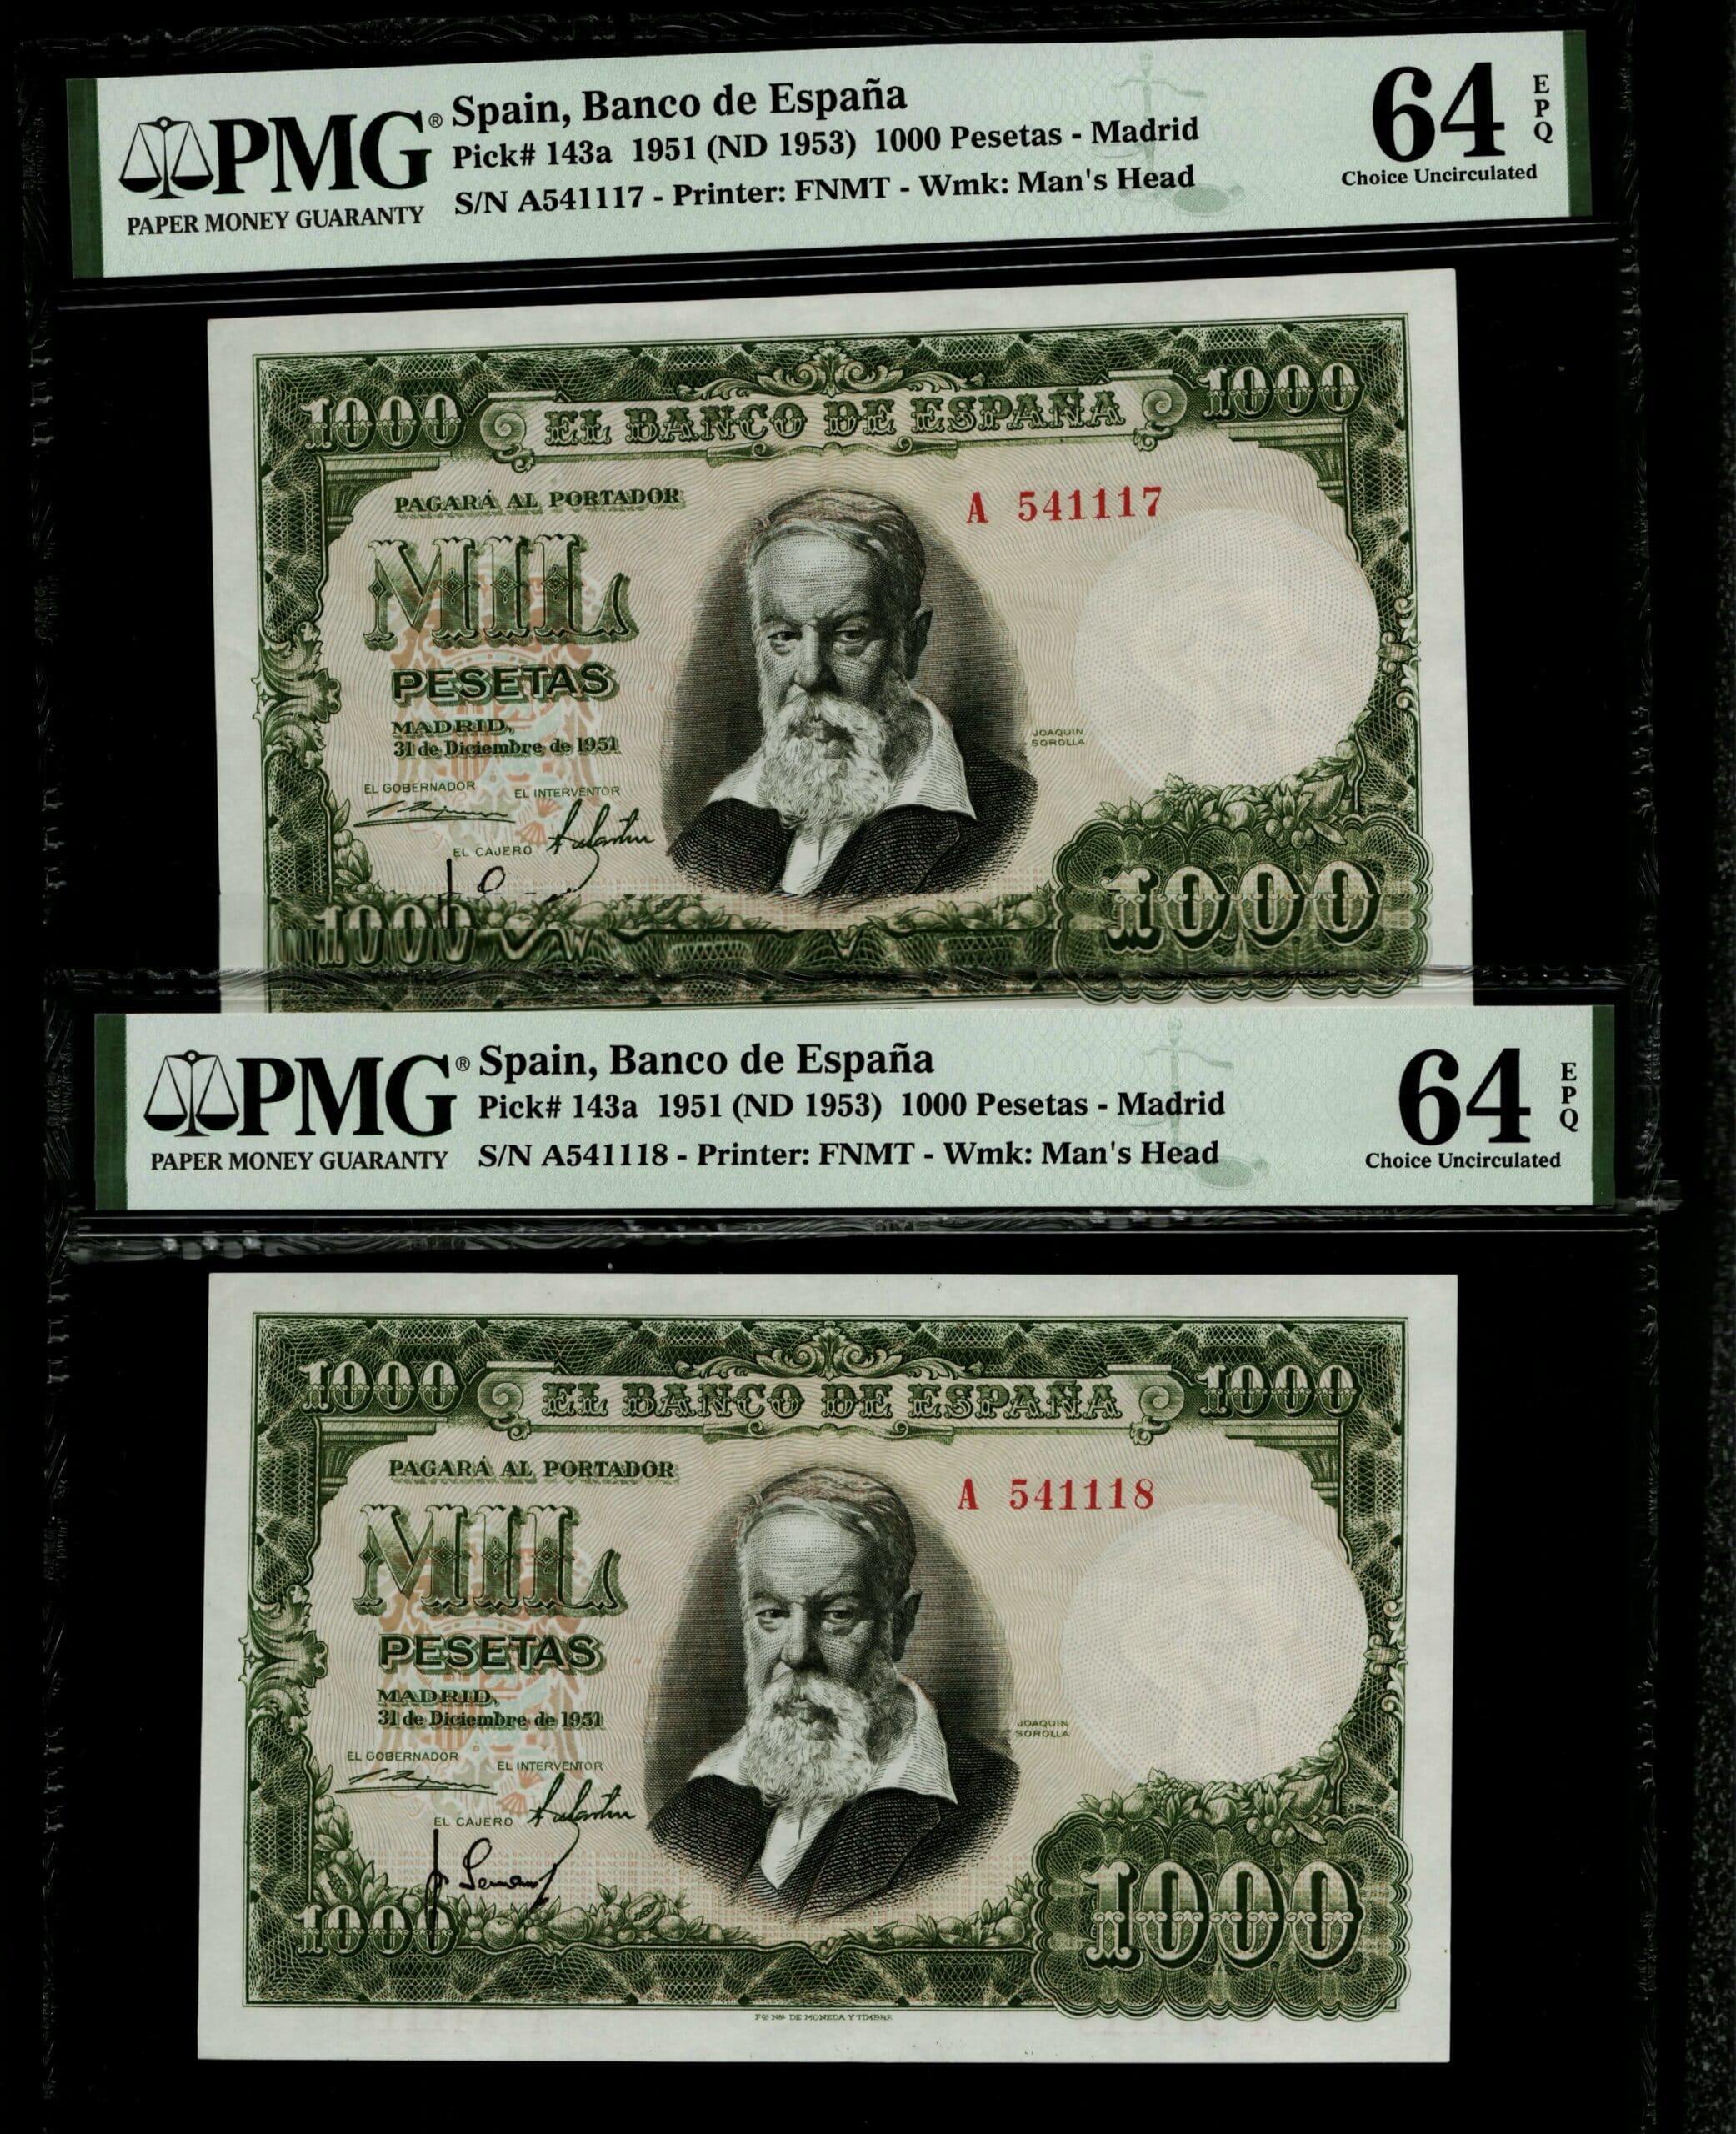 PMG®
PAPER MONEY GUARANTY
Spain, Banco de España
Pick# 143a 1951 (ND 1953) 1000 Pesetas - Madrid
S/N A541117 - Printer: FNMT - Wmk: Man's Head
64 EPQ
Choice Uncirculated
1000 EL BANCO DE ESPAÑA 1000
PAGARÁ AL PORTADOR
A 541117
MIL
PESETAS
MADRID,
31 de Diciembre de 1951
JOAQUIN
SOROLLA
EL GOBERNADOR
EL INTERVENTOR
EL CAJERO
1000 1000
PMG®
PAPER MONEY GUARANTY
Spain, Banco de España
Pick# 143a 1951 (ND 1953) 1000 Pesetas - Madrid
S/N A541118 - Printer: FNMT - Wmk: Man's Head
64 EPQ
Choice Uncirculated
1000 EL BANCO DE ESPAÑA 1000
PAGARÁ AL PORTADOR
A 541118
MIL
PESETAS
MADRID,
31 de Diciembre de 1951
JOAQUIN
SOROLLA
EL GOBERNADOR
EL INTERVENTOR
EL CAJERO
1000 1000
DE MONEDA Y TIMBRE